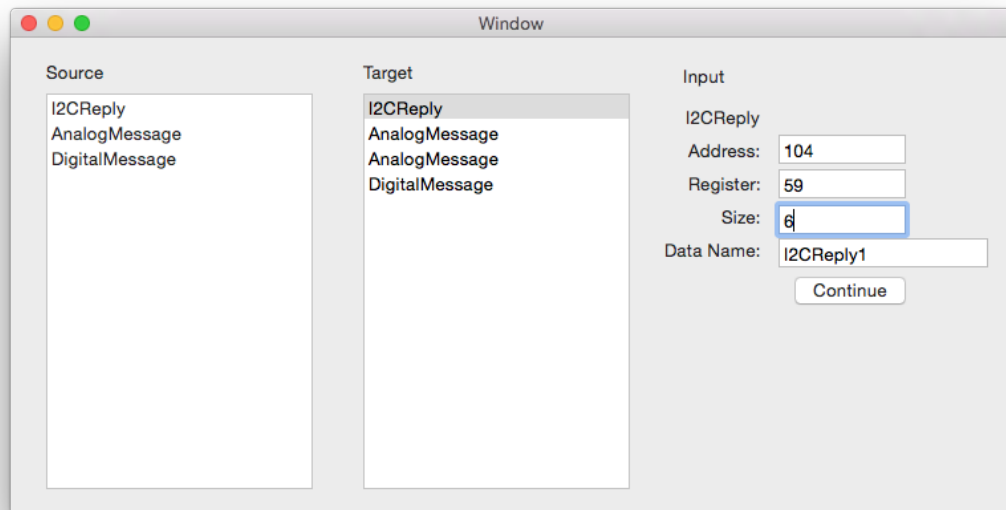 Window
Source
I2CReply
AnalogMessage
DigitalMessage
Target
I2CReply
AnalogMessage
AnalogMessage
DigitalMessage
Input
I2CReply
Address: 104
Register: 59
Size: 6
Data Name: I2CReply1
Continue